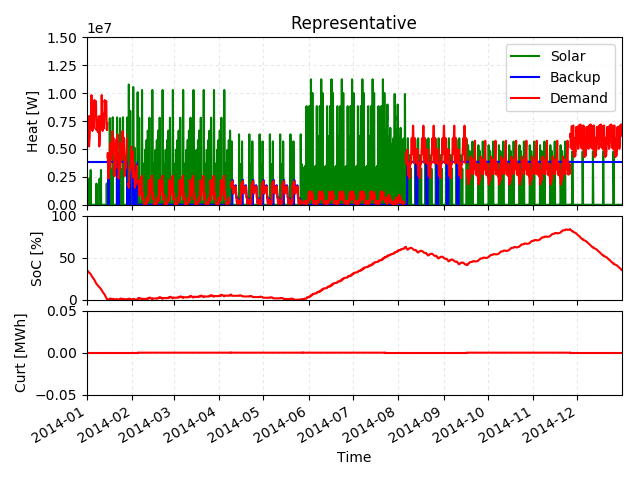 Representative
1e7
1.50
1.25
1.00
0.75
0.50
0.25
0.00
Heat [W]
Solar
Backup
Demand
100
50
0
SoC [%]
0.05
0.00
−0.05
Curt [MWh]
2014-01
2014-02
2014-03
2014-04
2014-05
2014-06
2014-07
2014-08
2014-09
2014-10
2014-11
2014-12
Time